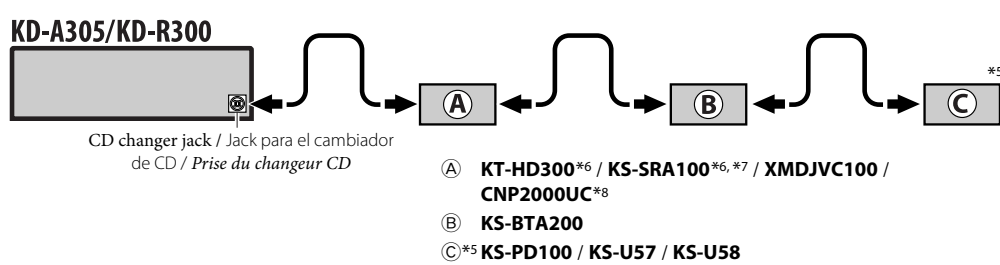 KD-A305/KD-R300
Ⓐ Ⓑ Ⓒ *5
CD changer jack / Jack para el cambiador
de CD / Prise du changeur CD
Ⓐ KT-HD300*6 / KS-SRA100*6, *7 / XMDJVC100 /
CNP2000UC*8
Ⓑ KS-BTA200
Ⓒ*5 KS-PD100 / KS-U57 / KS-U58